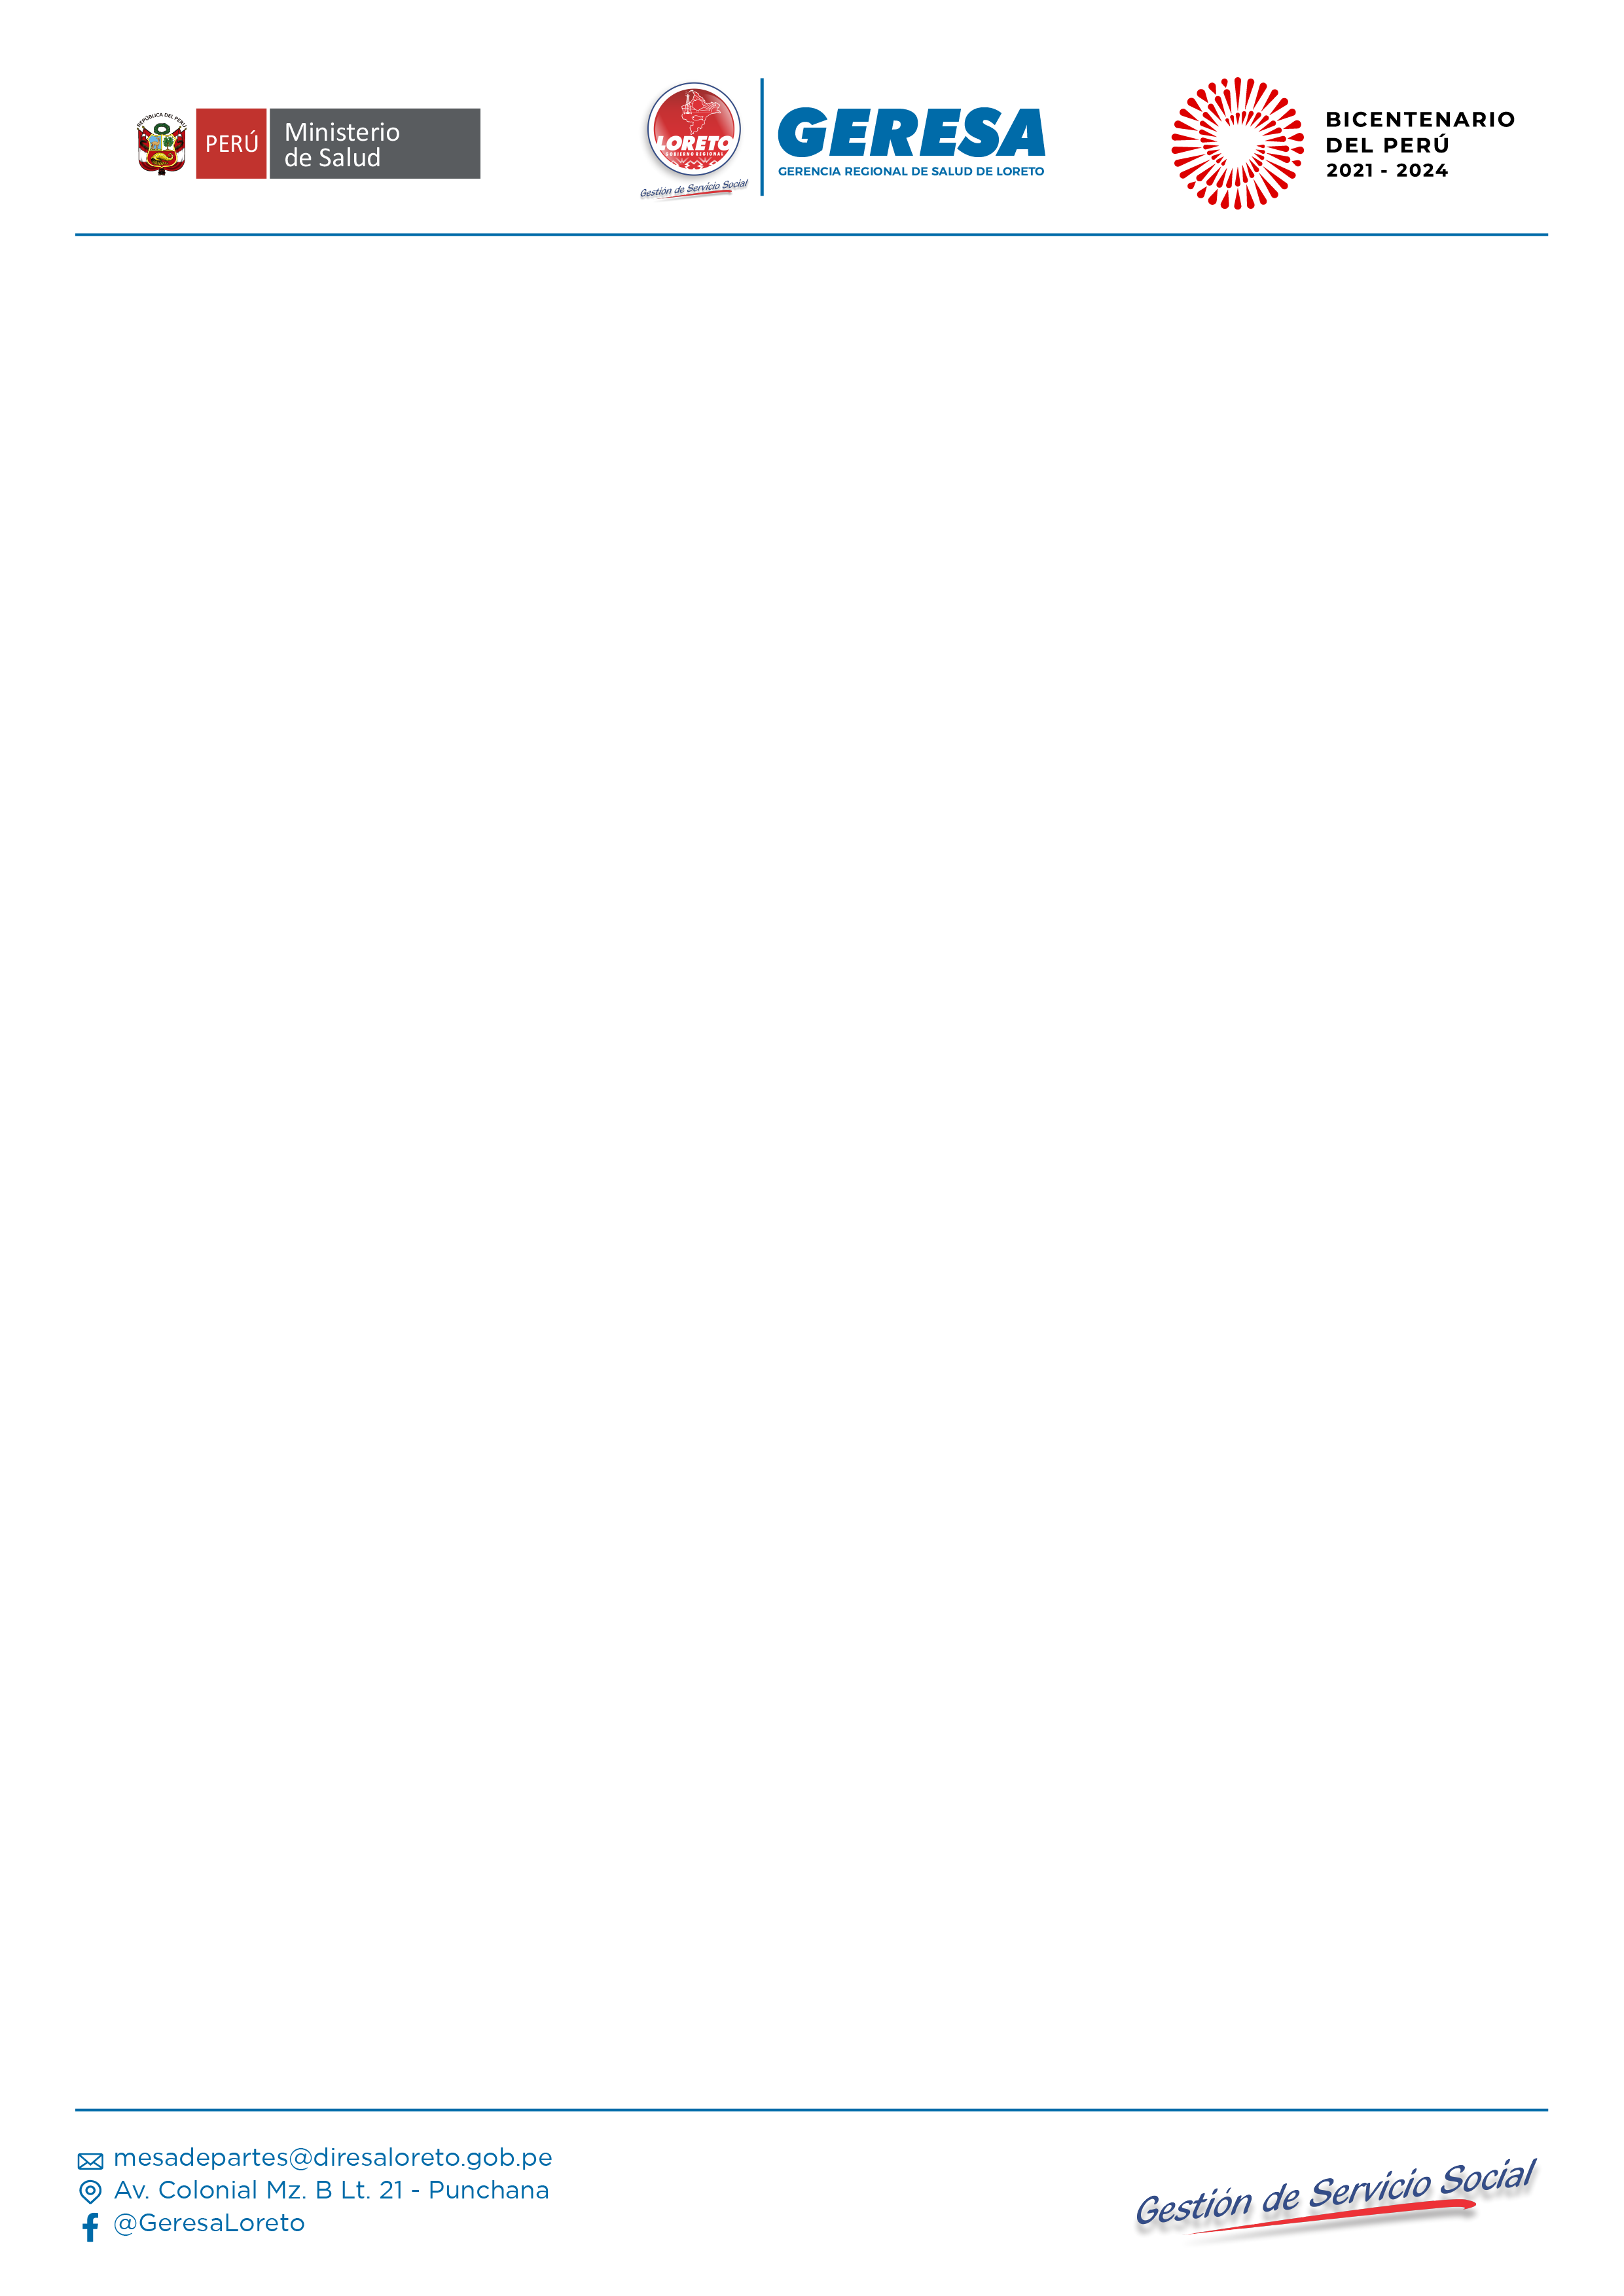 REPÚBLICA DEL PERÚ
PERÚ
Ministerio
de Salud
LORETO
GOBIERNO REGIONAL
Gestión de Servicio Social
GERESA
GERENCIA REGIONAL DE SALUD DE LORETO
BICENTENARIO
DEL PERÚ
2021 - 2024
mesadepartes@diresaloreto.gob.pe
Av. Colonial Mz. B Lt. 21 - Punchana
@GeresaLoreto
Gestión de Servicio Social